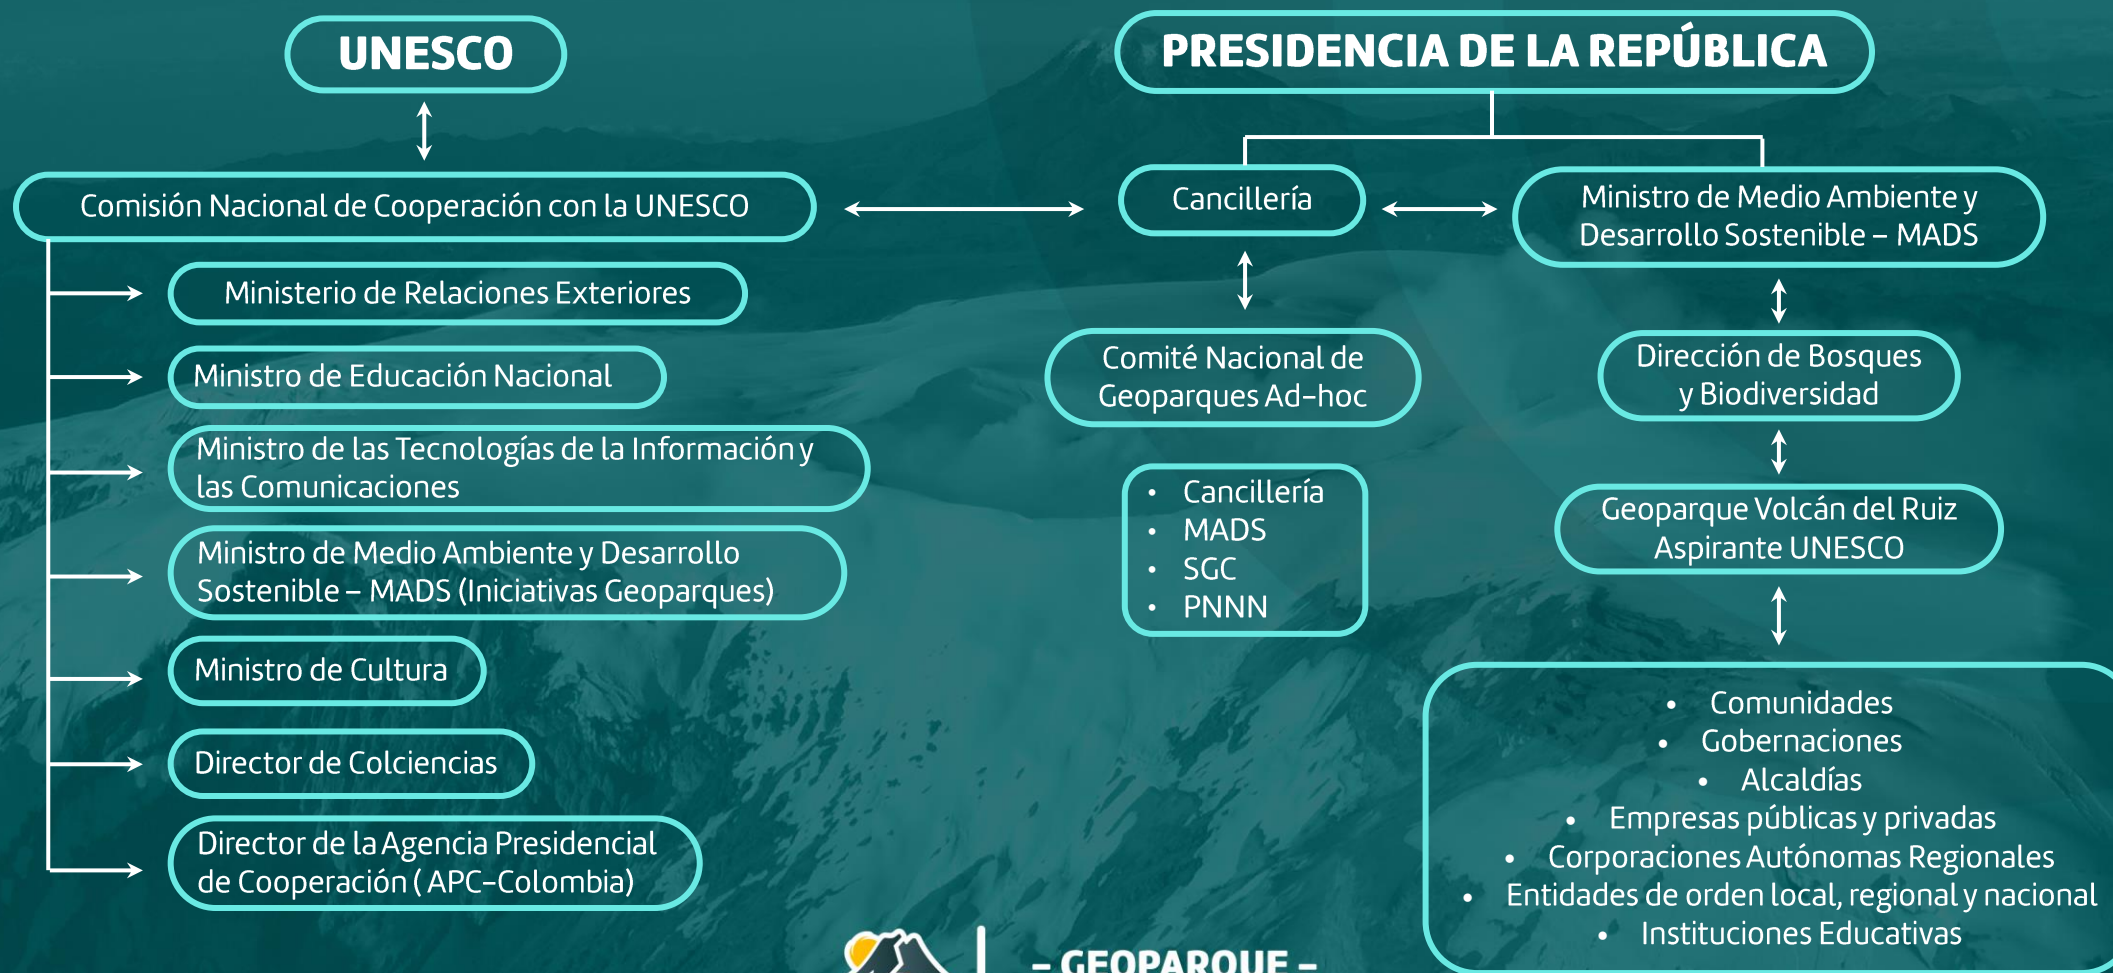 UNESCO
Comisión Nacional de Cooperación con la UNESCO
Ministerio de Relaciones Exteriores
Ministro de Educación Nacional
Ministro de las Tecnologías de la Información y
las Comunicaciones
Ministro de Medio Ambiente y Desarrollo
Sostenible – MADS (Iniciativas Geoparques)
Ministro de Cultura
Director de Colciencias
Director de la Agencia Presidencial
de Cooperación ( APC-Colombia)
PRESIDENCIA DE LA REPÚBLICA
Cancillería
Comité Nacional de
Geoparques Ad-hoc
• Cancillería
• MADS
• SGC
• PNNN
Ministro de Medio Ambiente y
Desarrollo Sostenible – MADS
Dirección de Bosques
y Biodiversidad
Geoparque Volcán del Ruiz
Aspirante UNESCO
• Comunidades
• Gobernaciones
• Alcaldías
• Empresas públicas y privadas
• Corporaciones Autónomas Regionales
• Entidades de orden local, regional y nacional
• Instituciones Educativas
– GEOPARQUE –